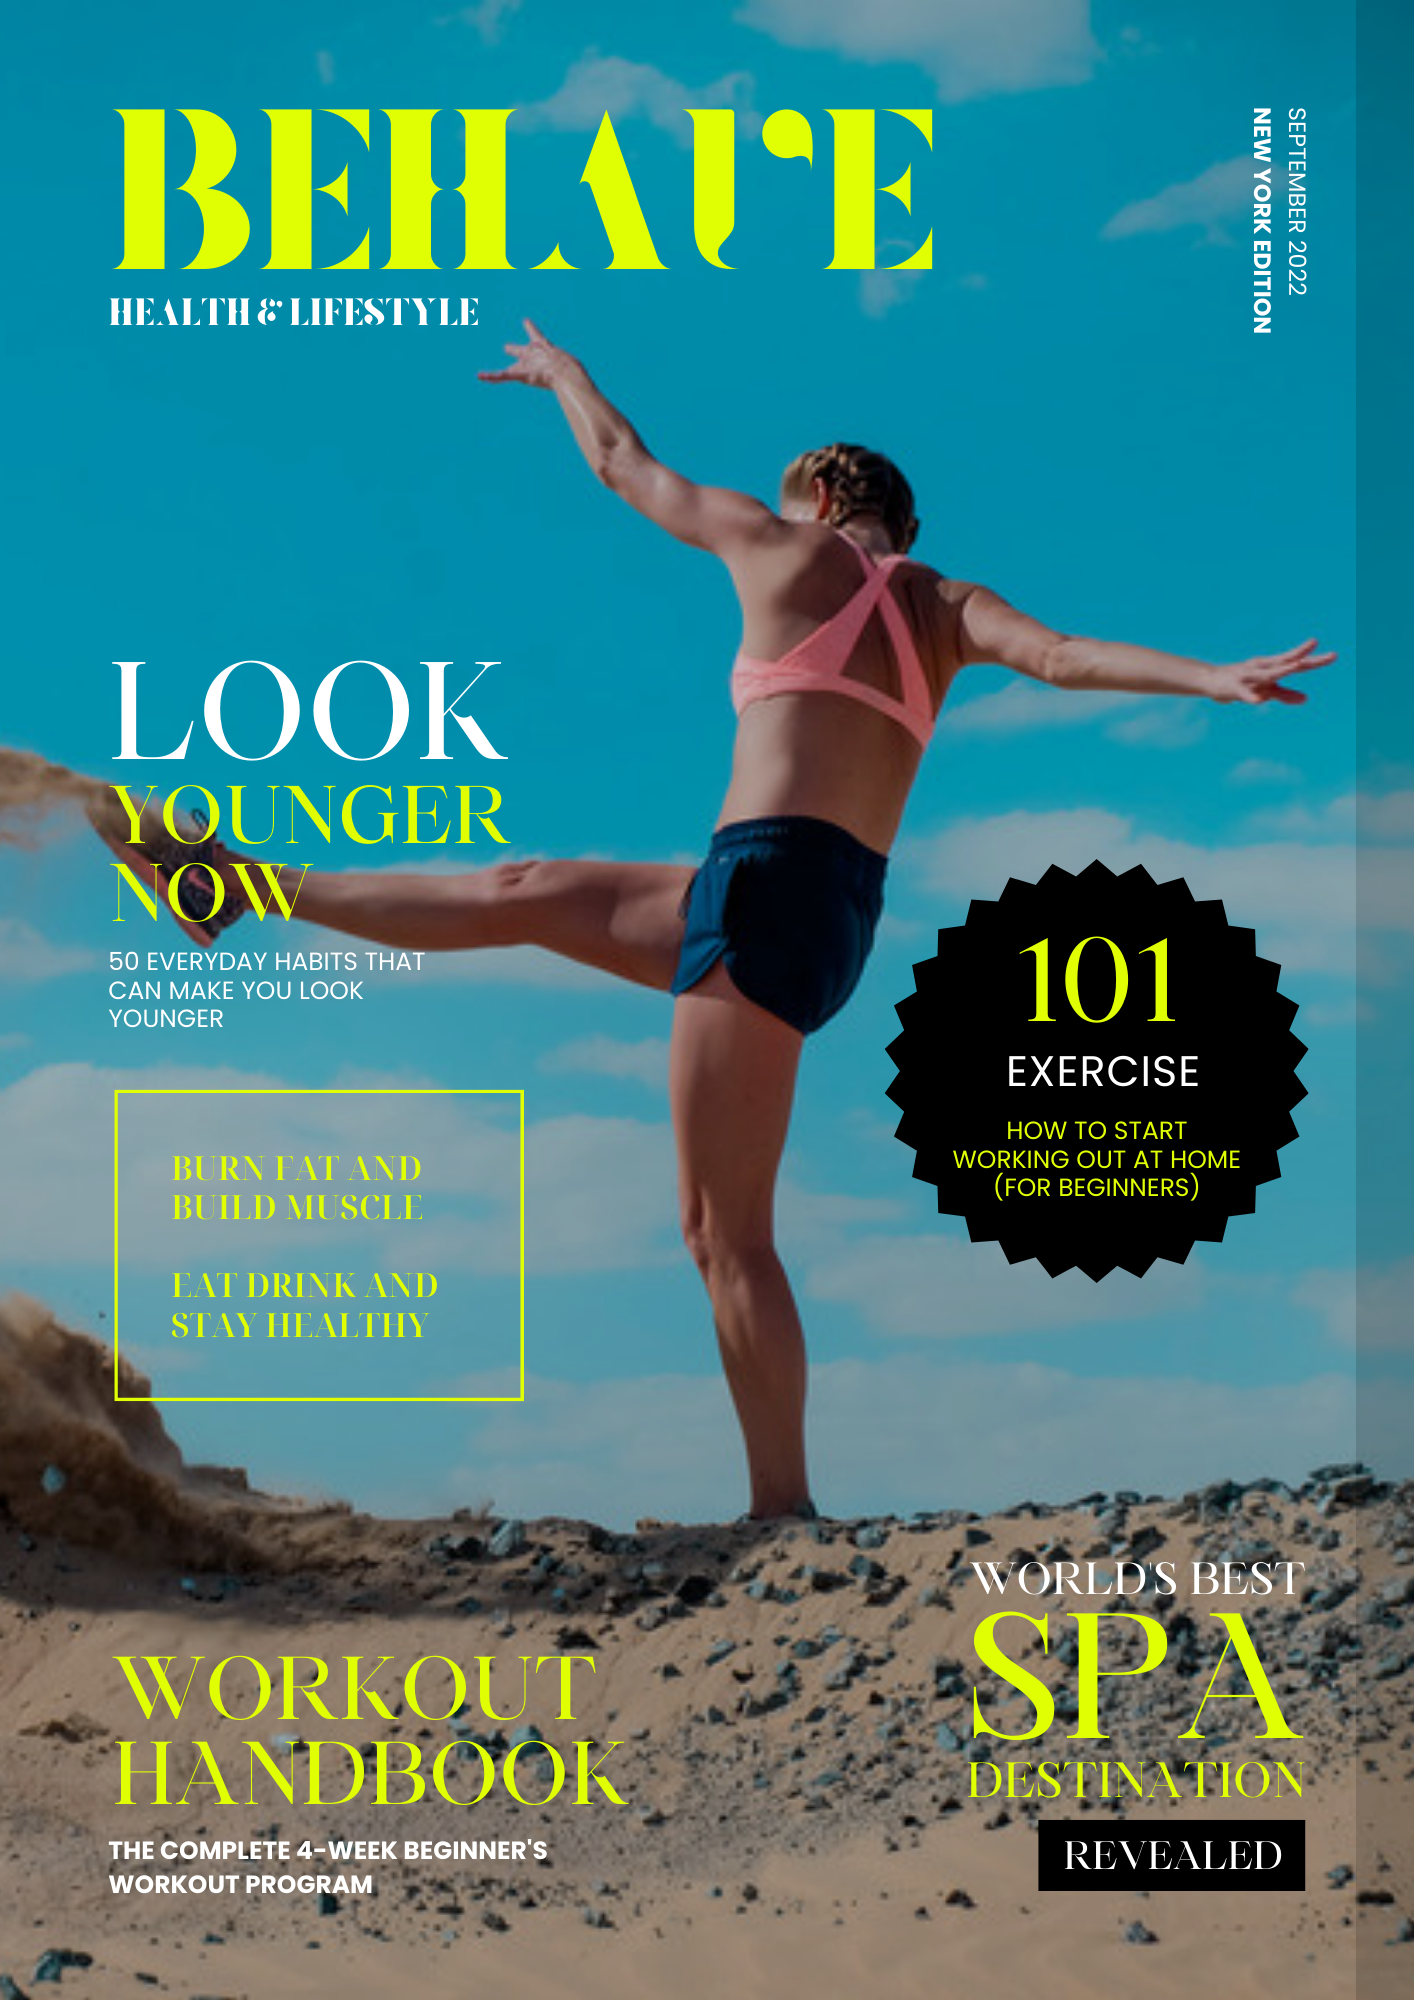 BEHAVE
HEALTH & LIFESTYLE
SEPTEMBER 2022
NEW YORK EDITION
LOOK
YOUNGER
NOW
50 EVERYDAY HABITS THAT
CAN MAKE YOU LOOK
YOUNGER
BURN FAT AND
BUILD MUSCLE
EAT DRINK AND
STAY HEALTHY
101
EXERCISE
HOW TO START
WORKING OUT AT HOME
(FOR BEGINNERS)
WORKOUT
HANDBOOK
THE COMPLETE 4-WEEK BEGINNER'S
WORKOUT PROGRAM
WORLD'S BEST
SPA
DESTINATION
REVEALED